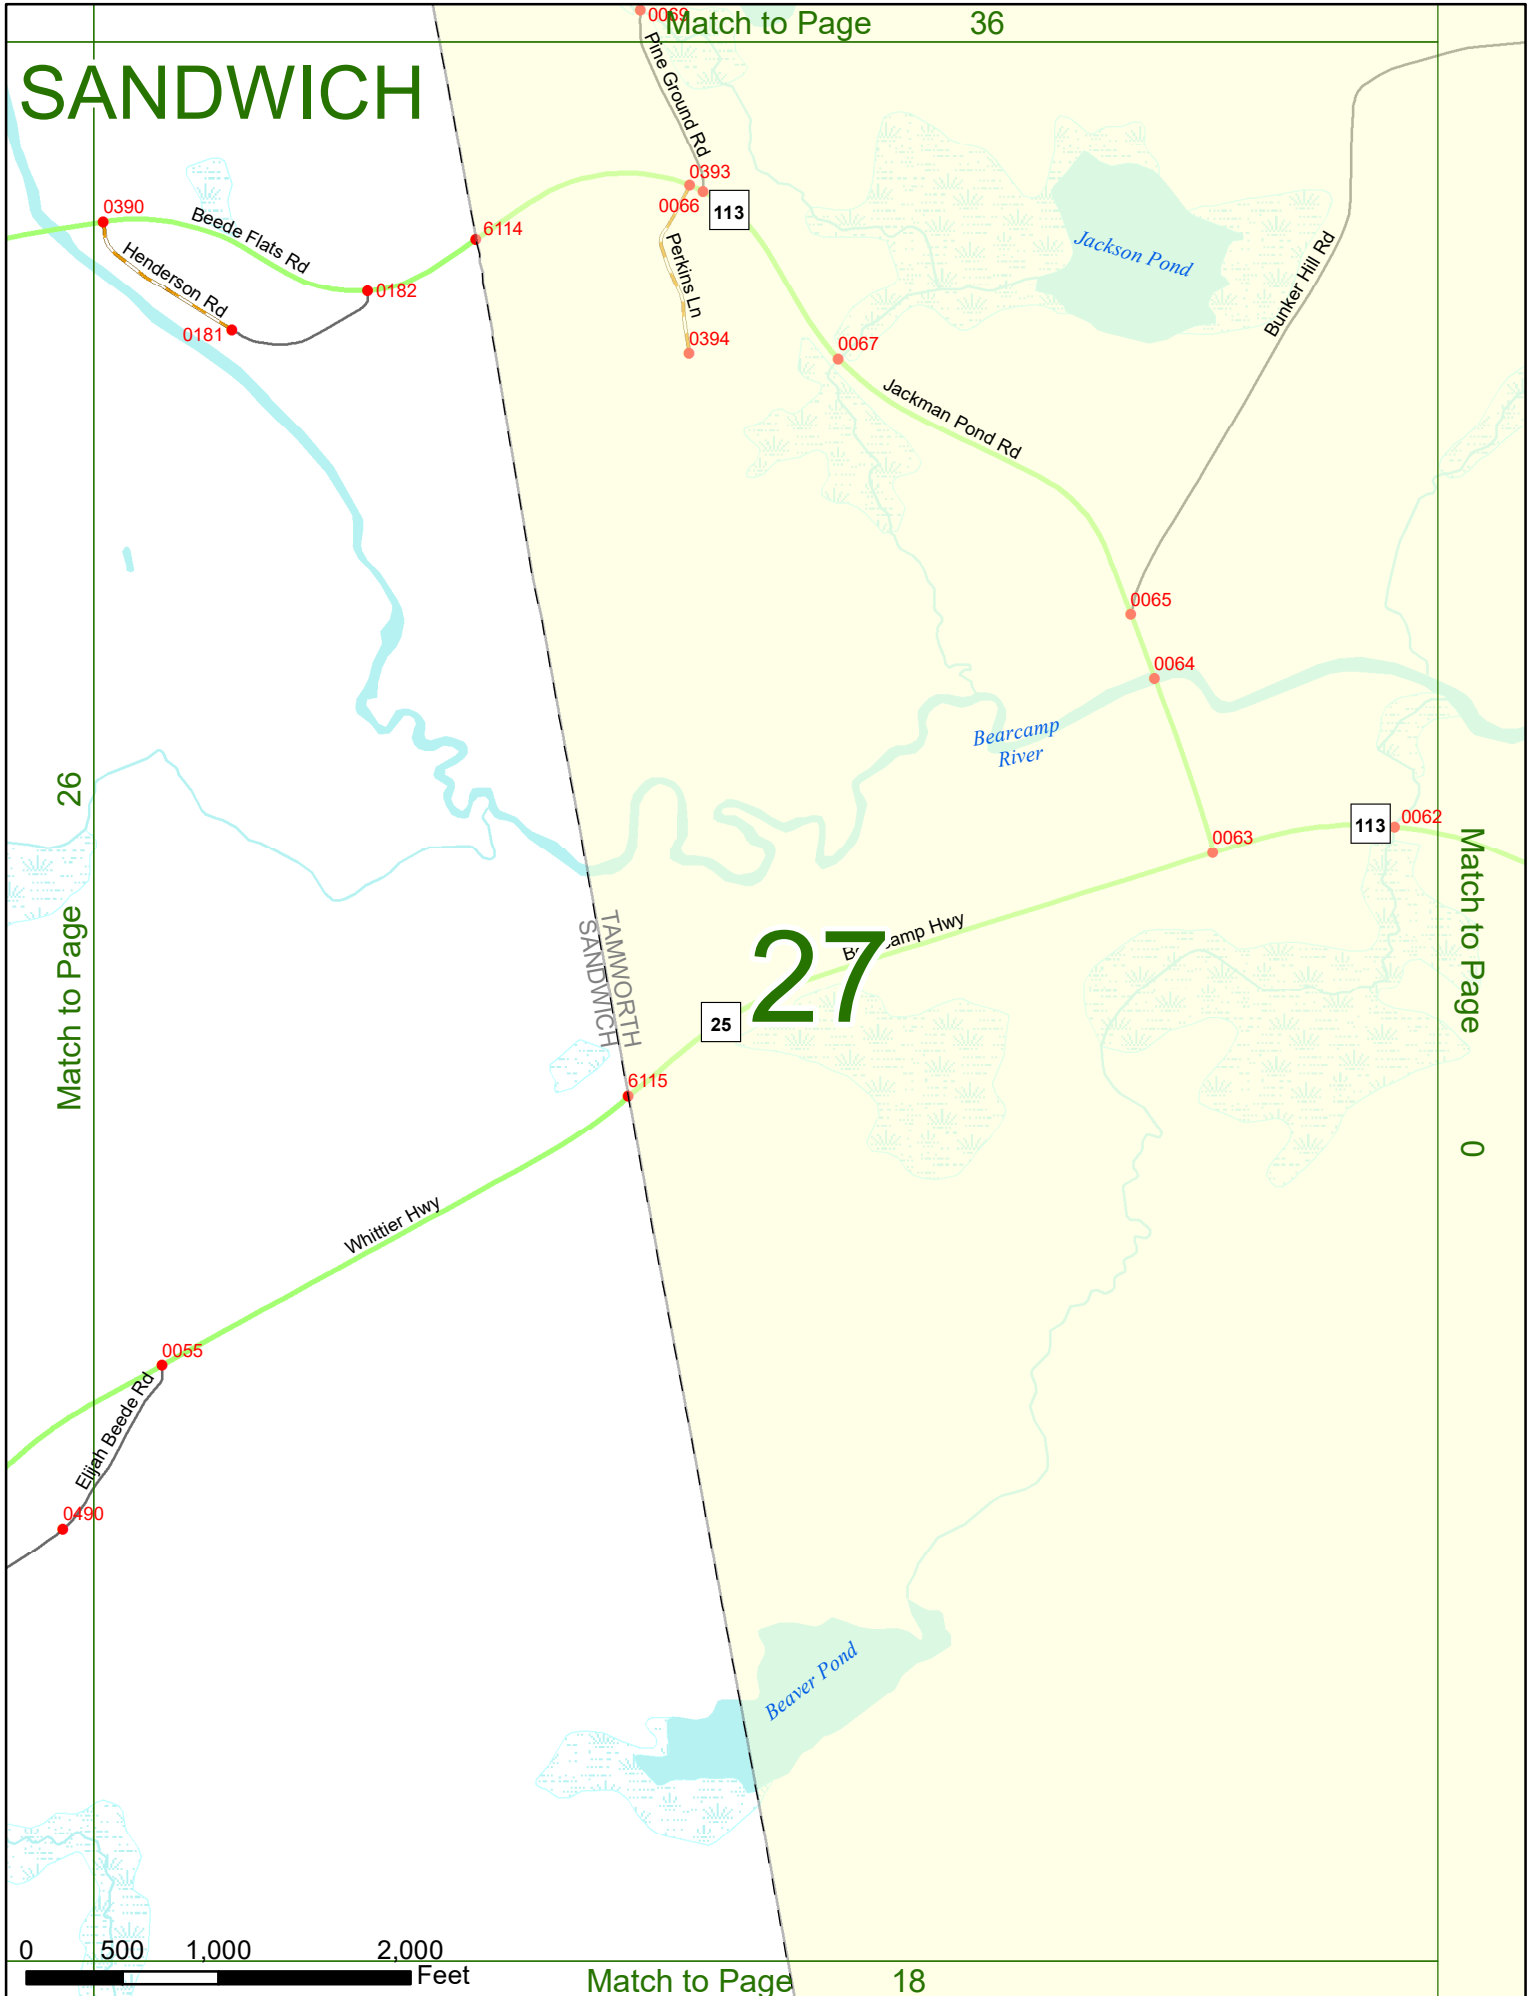 0069
Match to Page 36
SANDWICH
Pine Ground Rd
0393
0066
113
0390
Beede Flats Rd
6114
Henderson Rd
0182
0181
Perkins Ln
0394
Jackson Pond
Bunker Hill Rd
0067
Jackman Pond Rd
0065
0064
Bearcamp
River
Match to Page 26
113
0062
0063
Match to Page 0
TAMWORTH
SANDWICH
27
amp Hwy
25
6115
Whittier Hwy
0055
Elijah Beede Rd
0490
Beaver Pond
0 500 1,000 2,000
Feet
Match to Page 18